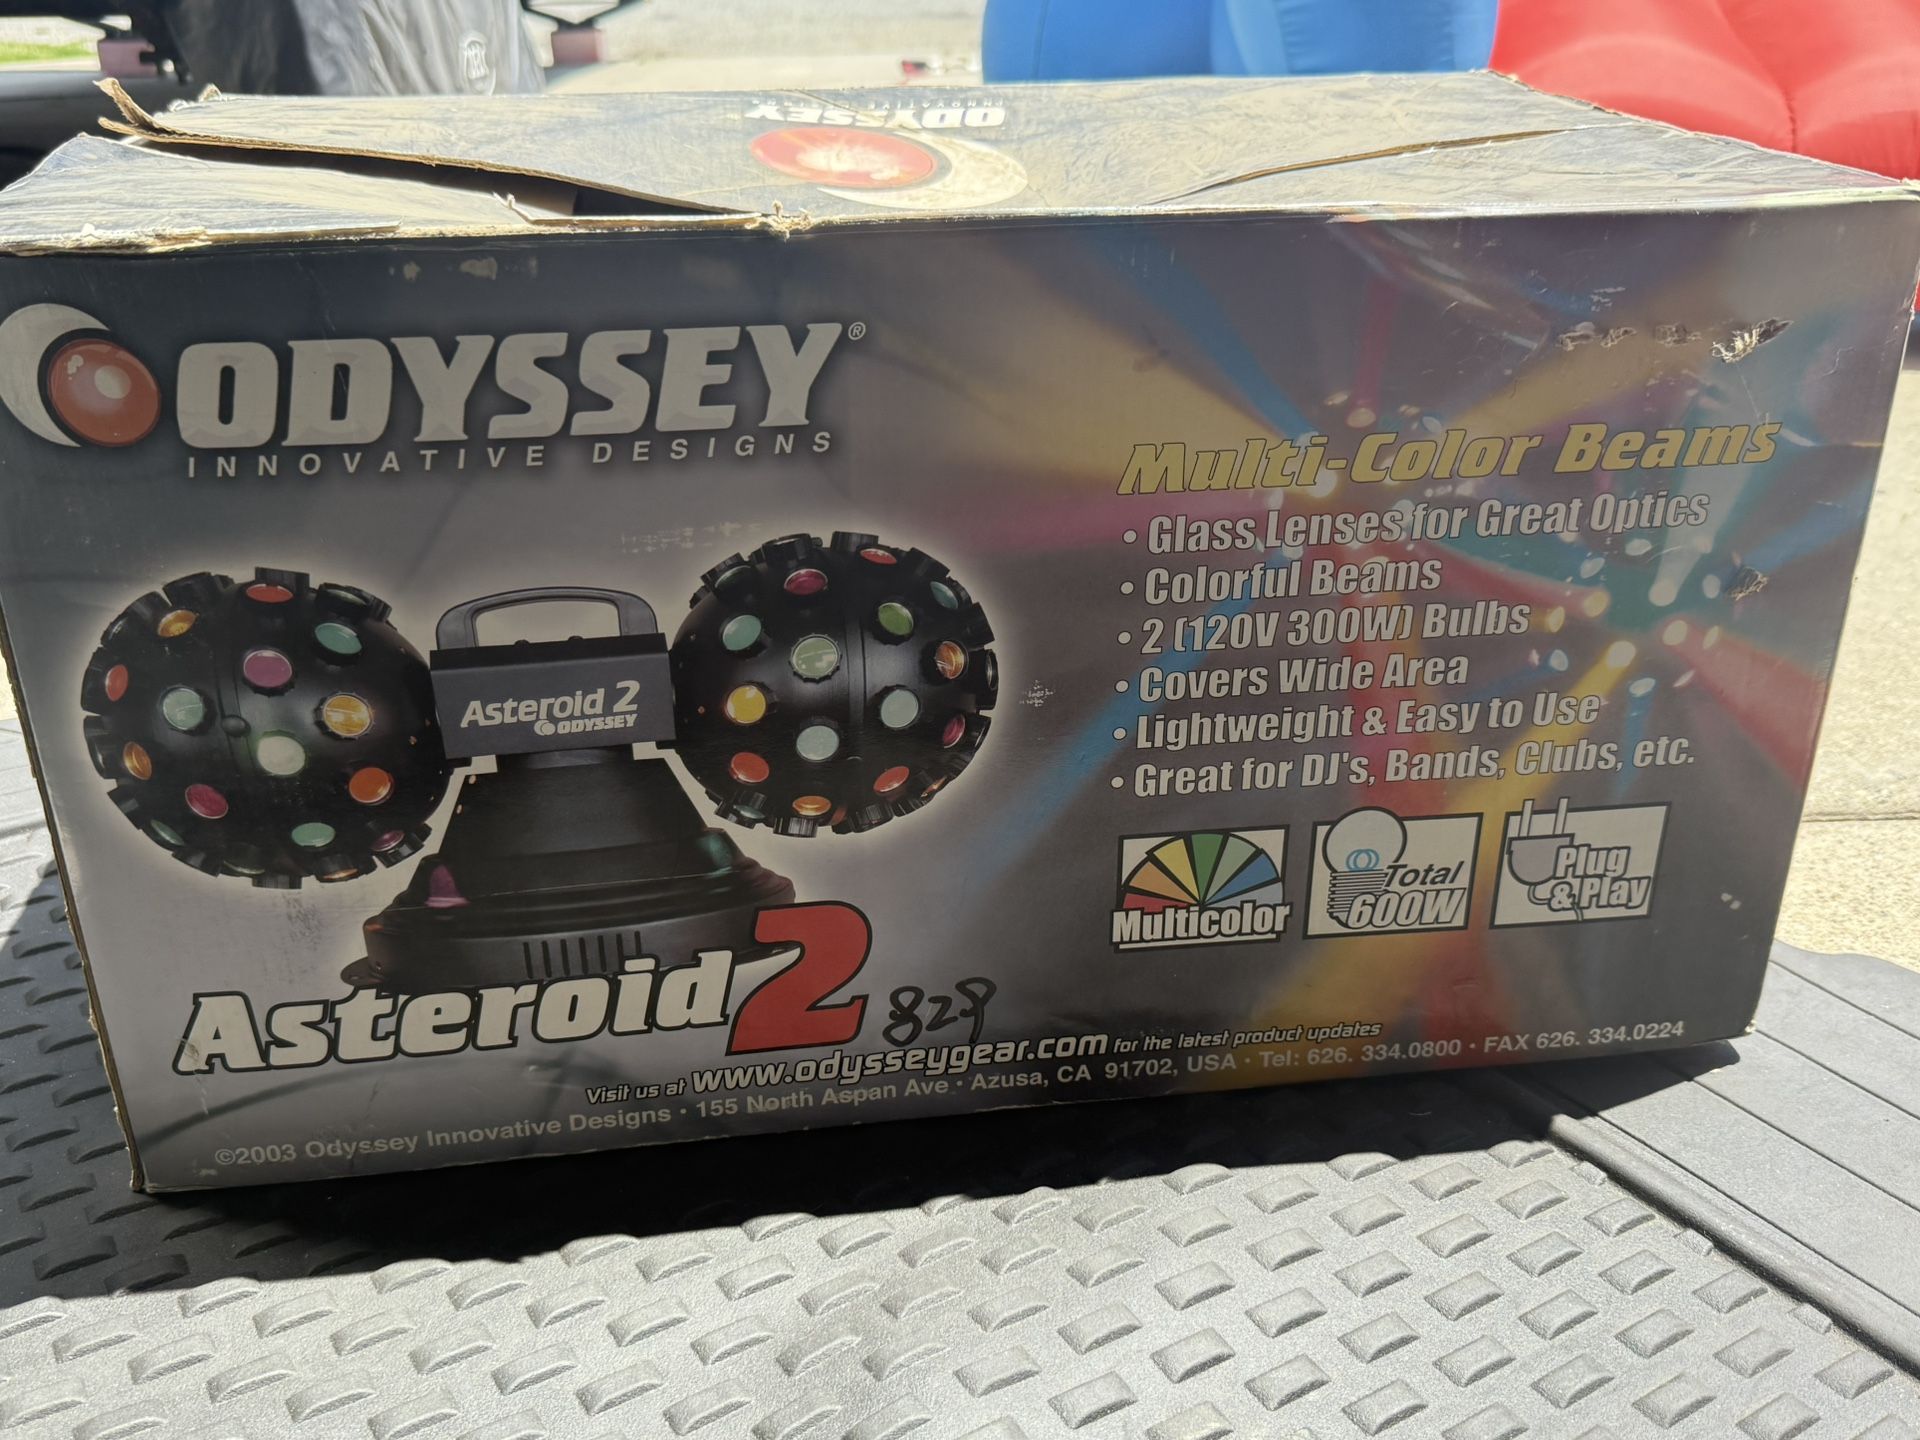 ODYSSEY
ODYSSEY®
INNOVATIVE DESIGNS
Multi-Color Beams
• Glass Lenses for Great Optics
• Colorful Beams
• 2 (120V 300W) Bulbs
• Covers Wide Area
• Lightweight & Easy to Use
• Great for DJ's, Bands, Clubs, etc.
Asteroid 2
ODYSSEY
Multicolor
Total
600W
Plug
& Play
Asteroid 2
829
Visit us at www.odysseygear.com for the latest product updates
©2003 Odyssey Innovative Designs • 155 North Aspan Ave • Azusa, CA 91702, USA • Tel: 626. 334.0800 • FAX 626. 334.0224